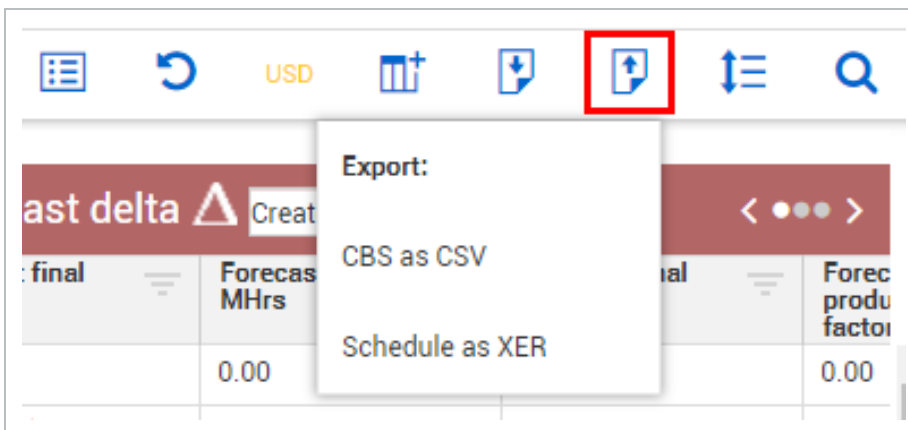 USD
Export:
CBS as CSV
Schedule as XER
ast delta
Creat
final
Forecas
MHrs
Forec
produ
factor
0.00
0.00